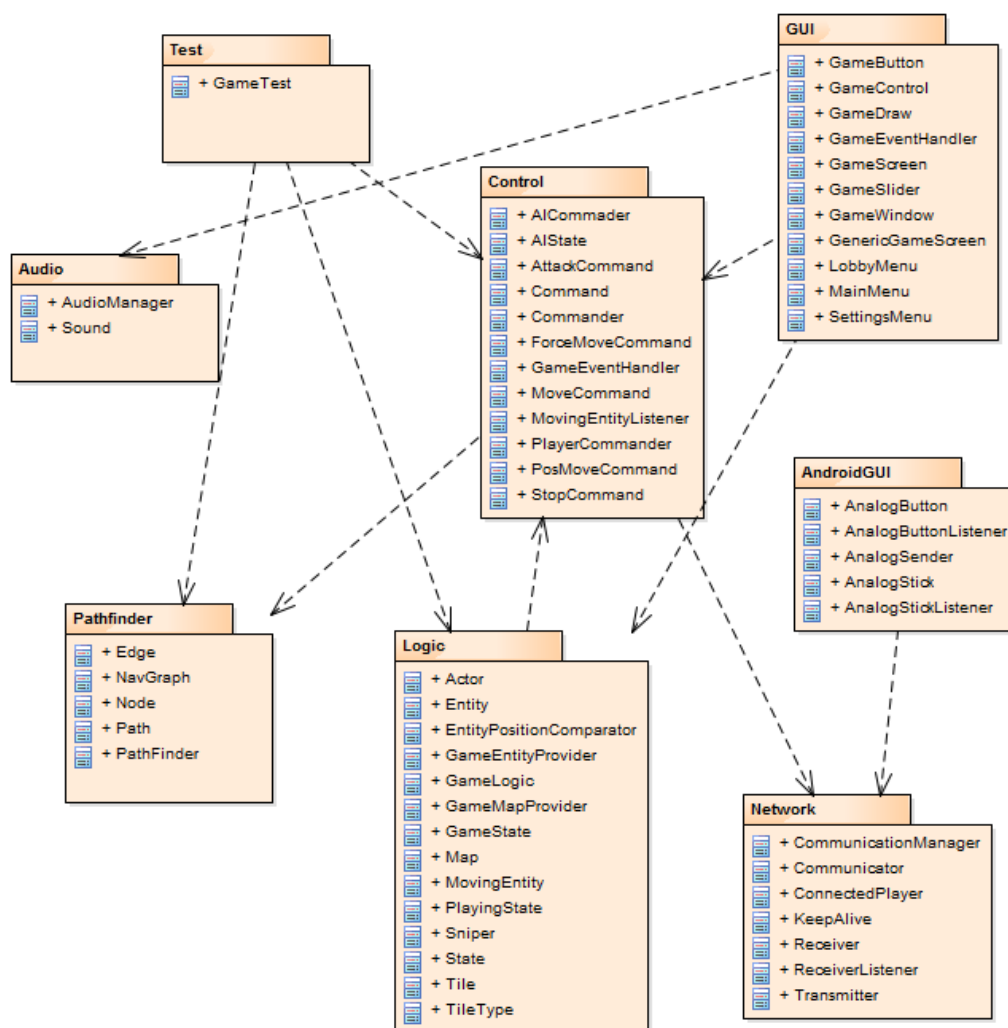 Test
+ GameTest
GUI
+ GameButton
+ GameControl
+ GameDraw
+ GameEventHandler
+ GameScreen
+ GameSlider
+ GameWindow
+ GenericGameScreen
+ LobbyMenu
+ MainMenu
+ SettingsMenu
Control
+ AICommader
+ AIState
+ AttackCommand
+ Command
+ Commander
+ ForceMoveCommand
+ GameEventHandler
+ MoveCommand
+ MovingEntityListener
+ PlayerCommander
+ PosMoveCommand
+ StopCommand
Audio
+ AudioManager
+ Sound
AndroidGUI
+ AnalogButton
+ AnalogButtonListener
+ AnalogSender
+ AnalogStick
+ AnalogStickListener
Pathfinder
+ Edge
+ NavGraph
+ Node
+ Path
+ PathFinder
Logic
+ Actor
+ Entity
+ EntityPositionComparator
+ GameEntityProvider
+ GameLogic
+ GameMapProvider
+ GameState
+ Map
+ MovingEntity
+ PlayingState
+ Sniper
+ State
+ Tile
+ TileType
Network
+ CommunicationManager
+ Communicator
+ ConnectedPlayer
+ KeepAlive
+ Receiver
+ ReceiverListener
+ Transmitter